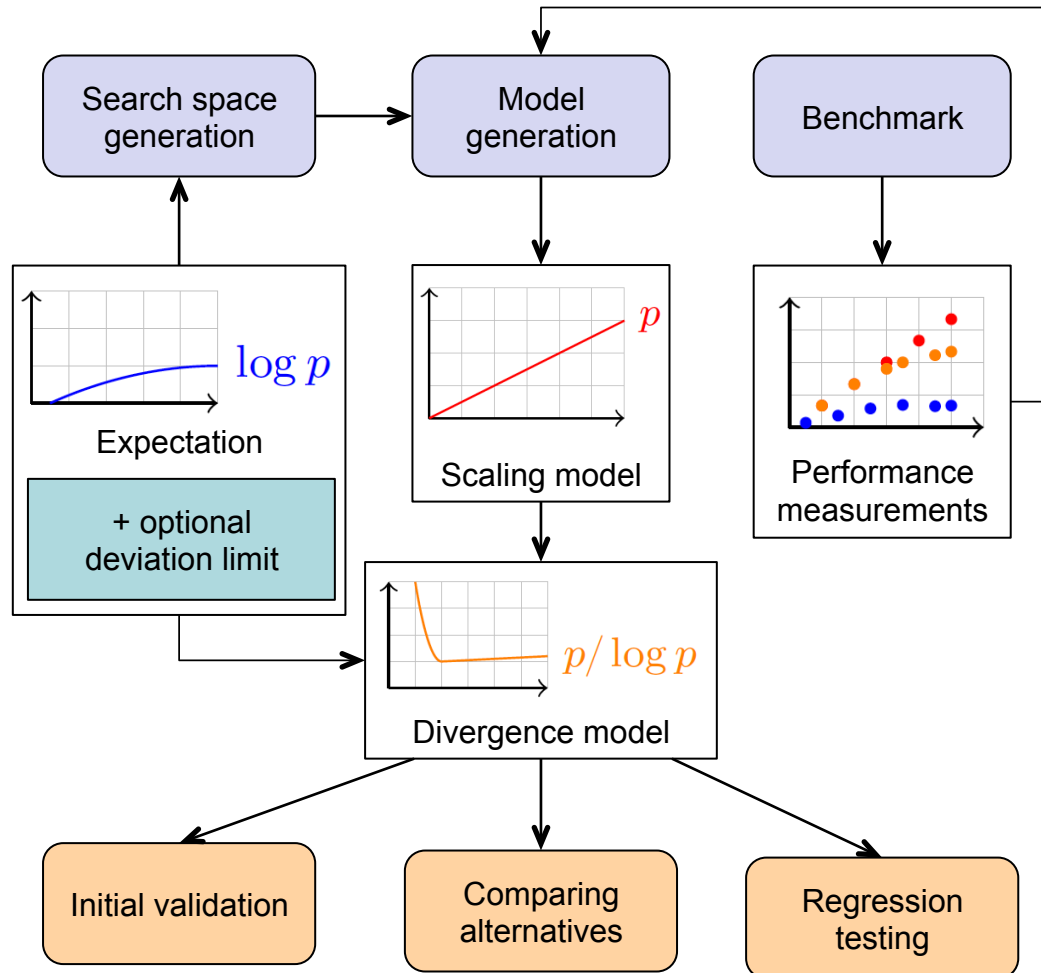 Search space
generation
Model
generation
Benchmark
log p
Expectation
+ optional
deviation limit
p
Scaling model
Performance
measurements
p/ log p
Divergence model
Initial validation
Comparing
alternatives
Regression
testing